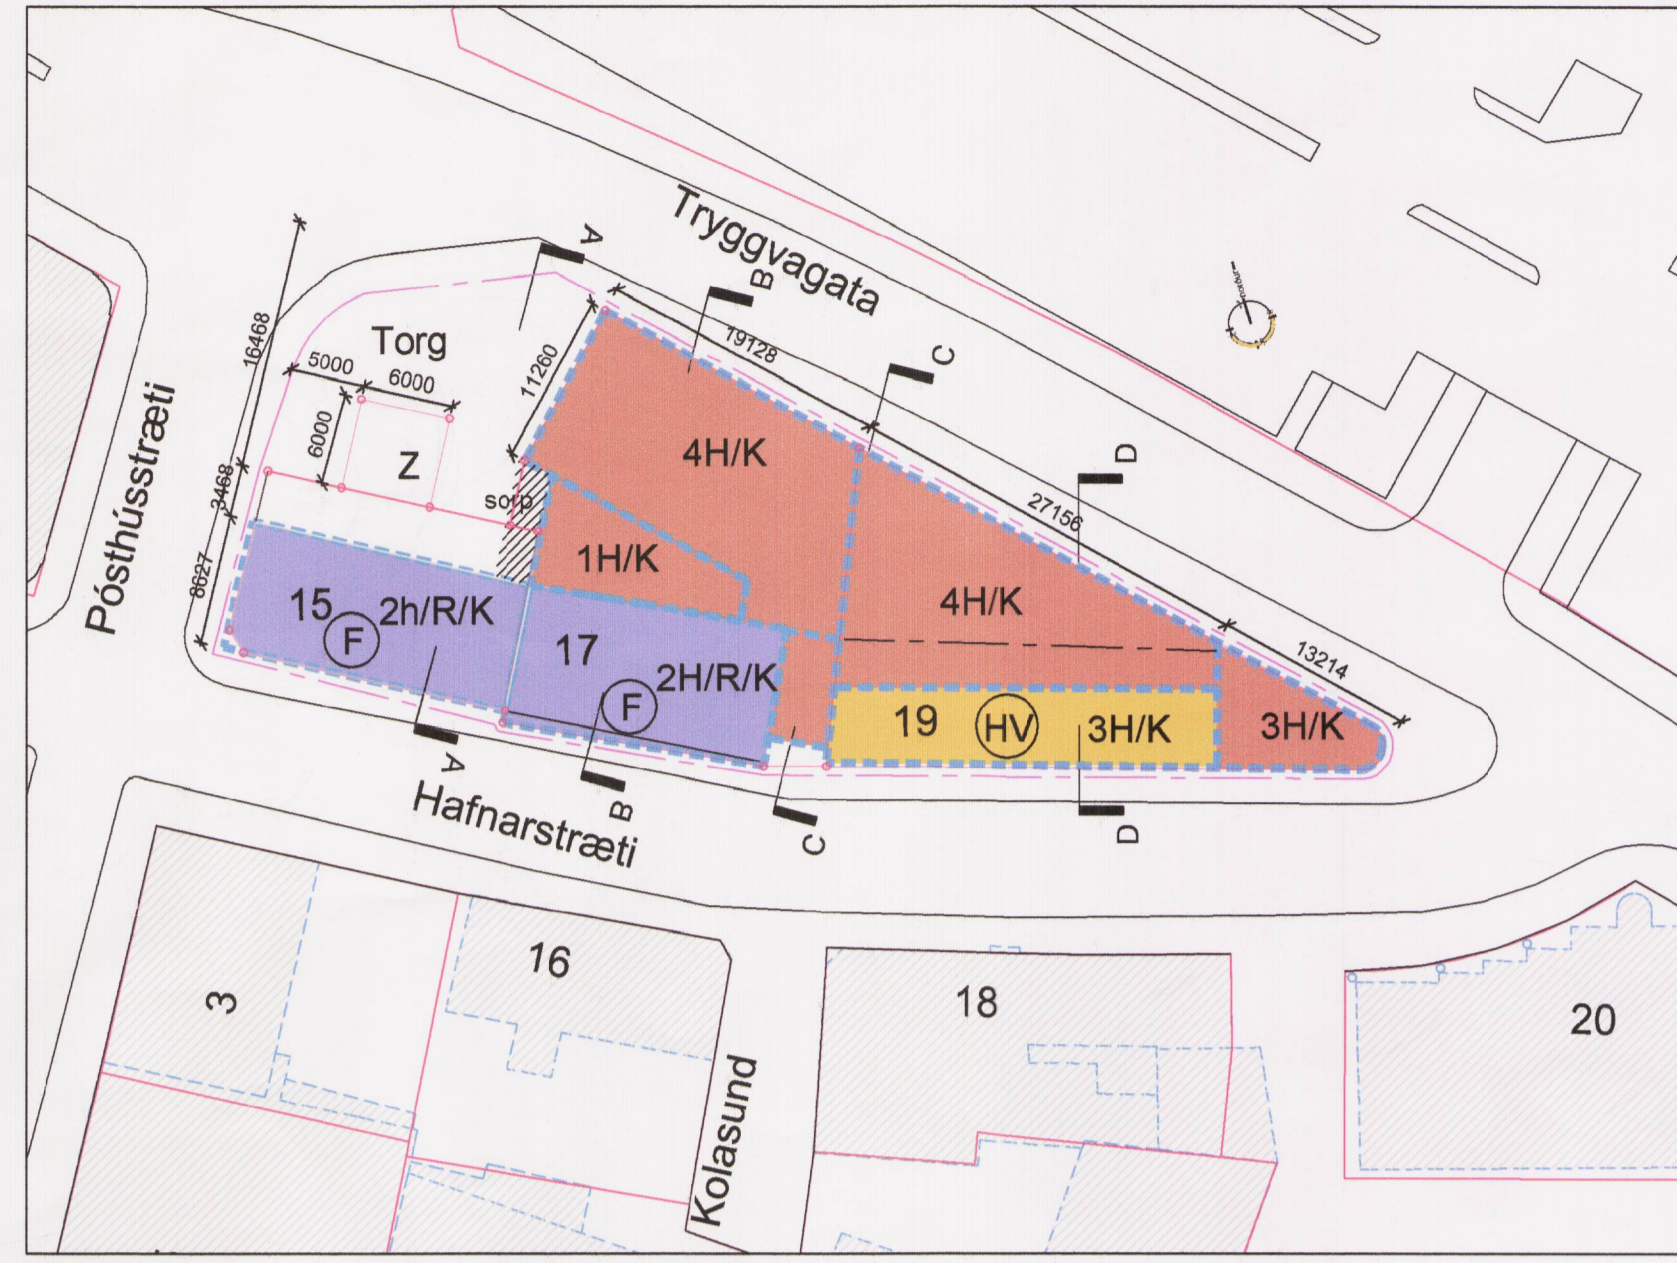 Tryggvagata
A
B
C
D
16468
Torg
5000
6000
6000
11260
19128
27156
13214
3468
8627
Z
sorp
4H/K
1H/K
4H/K
3H/K
15
F
2h/R/K
17
F
2H/R/K
19
HV
3H/K
Pósthússtræti
A
B
C
D
Hafnarstræti
3
16
18
20
Kolasund